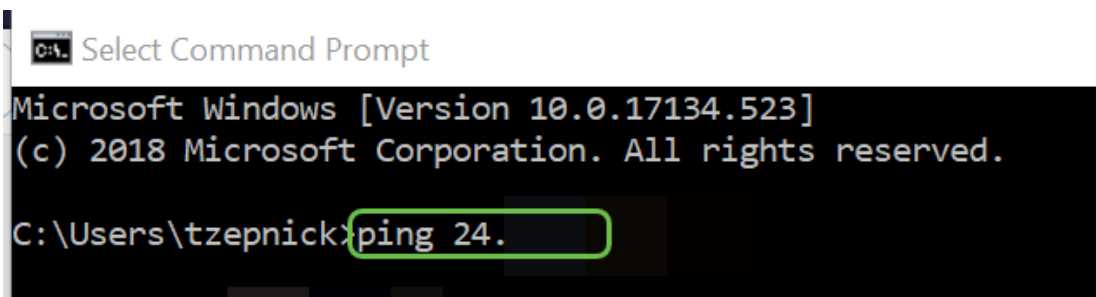 Select Command Prompt
Microsoft Windows [Version 10.0.17134.523]
(c) 2018 Microsoft Corporation. All rights reserved.
C:\Users\tzepnick>ping 24.